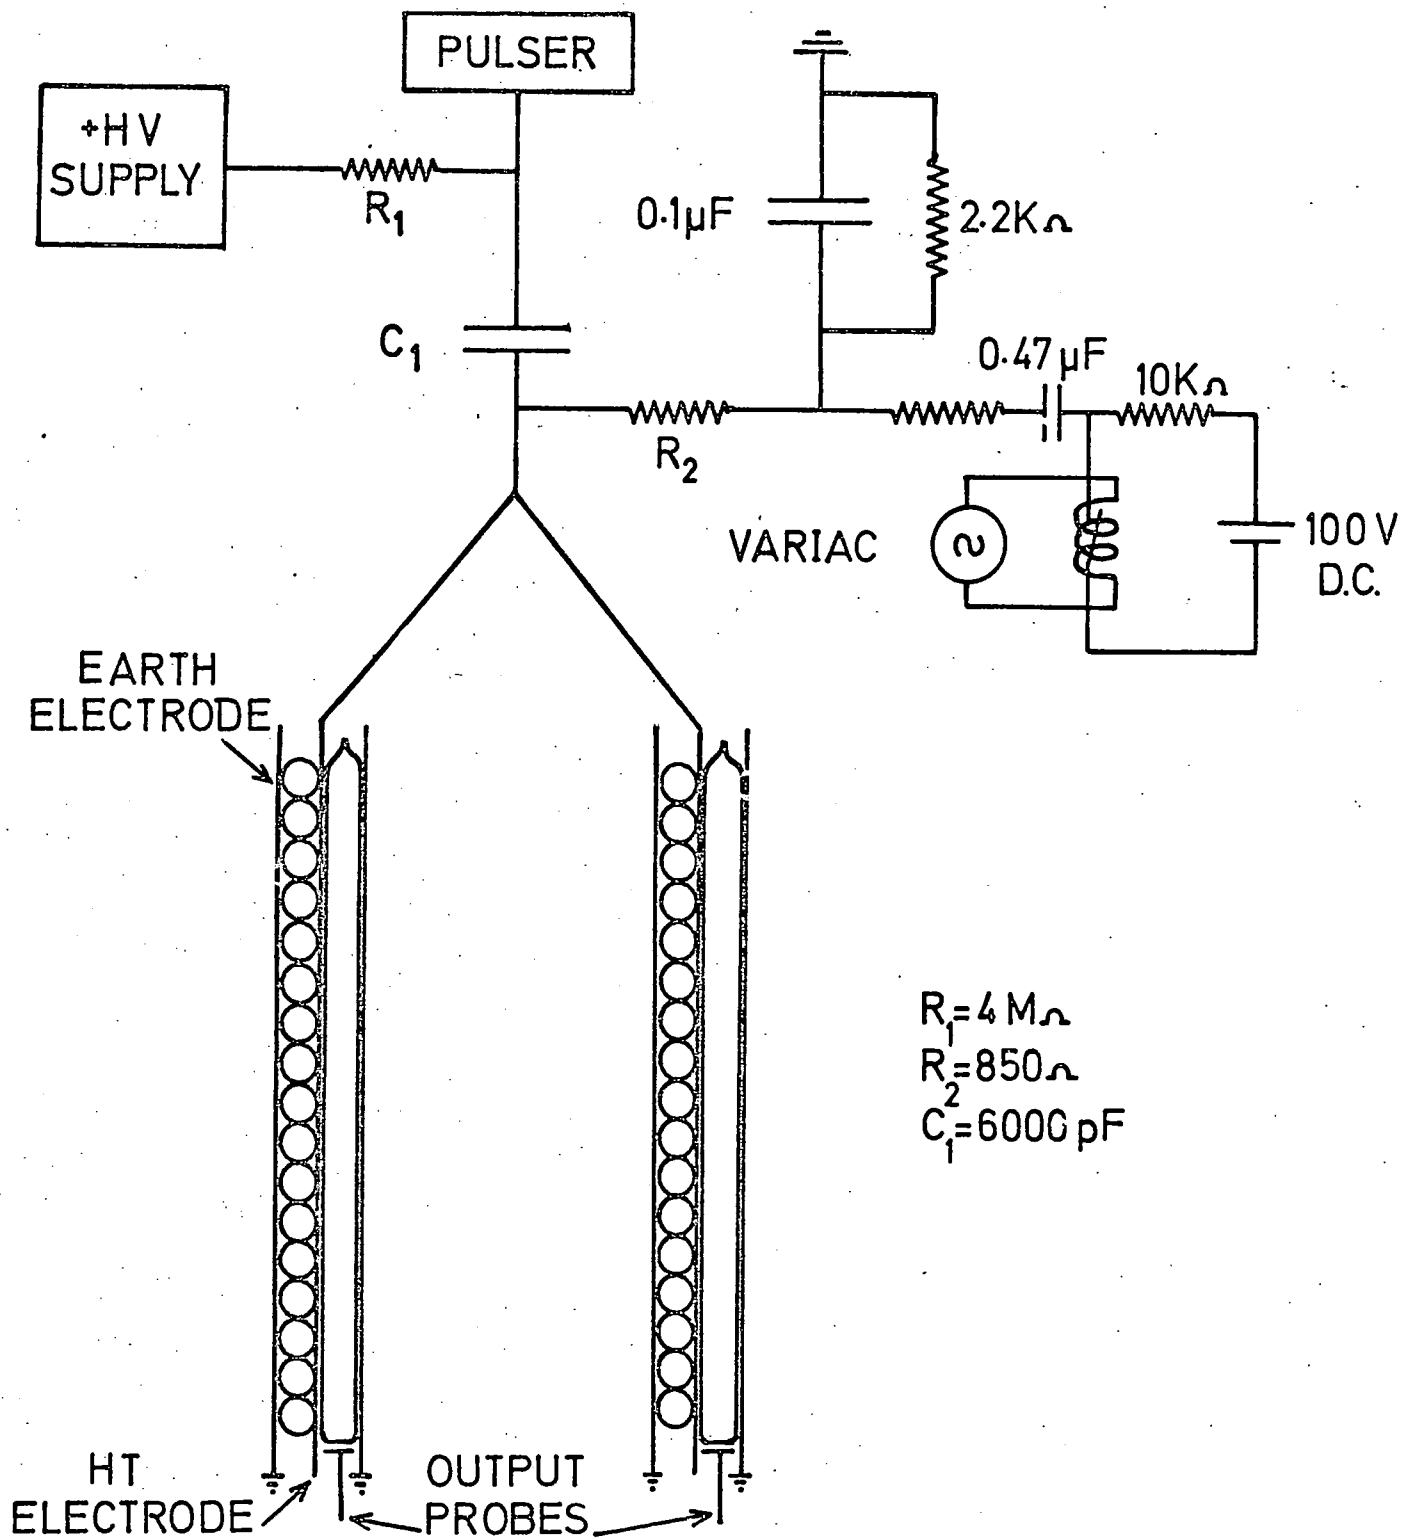 PULSER
+HV
SUPPLY
R₁
0.1µF
2.2KΩ
C₁
0.47µF
10KΩ
R₂
VARIAC
100V
D.C.
EARTH
ELECTRODE
R₁=4MΩ
R₂=850Ω
C₁=6000pF
HT
ELECTRODE
OUTPUT
PROBES